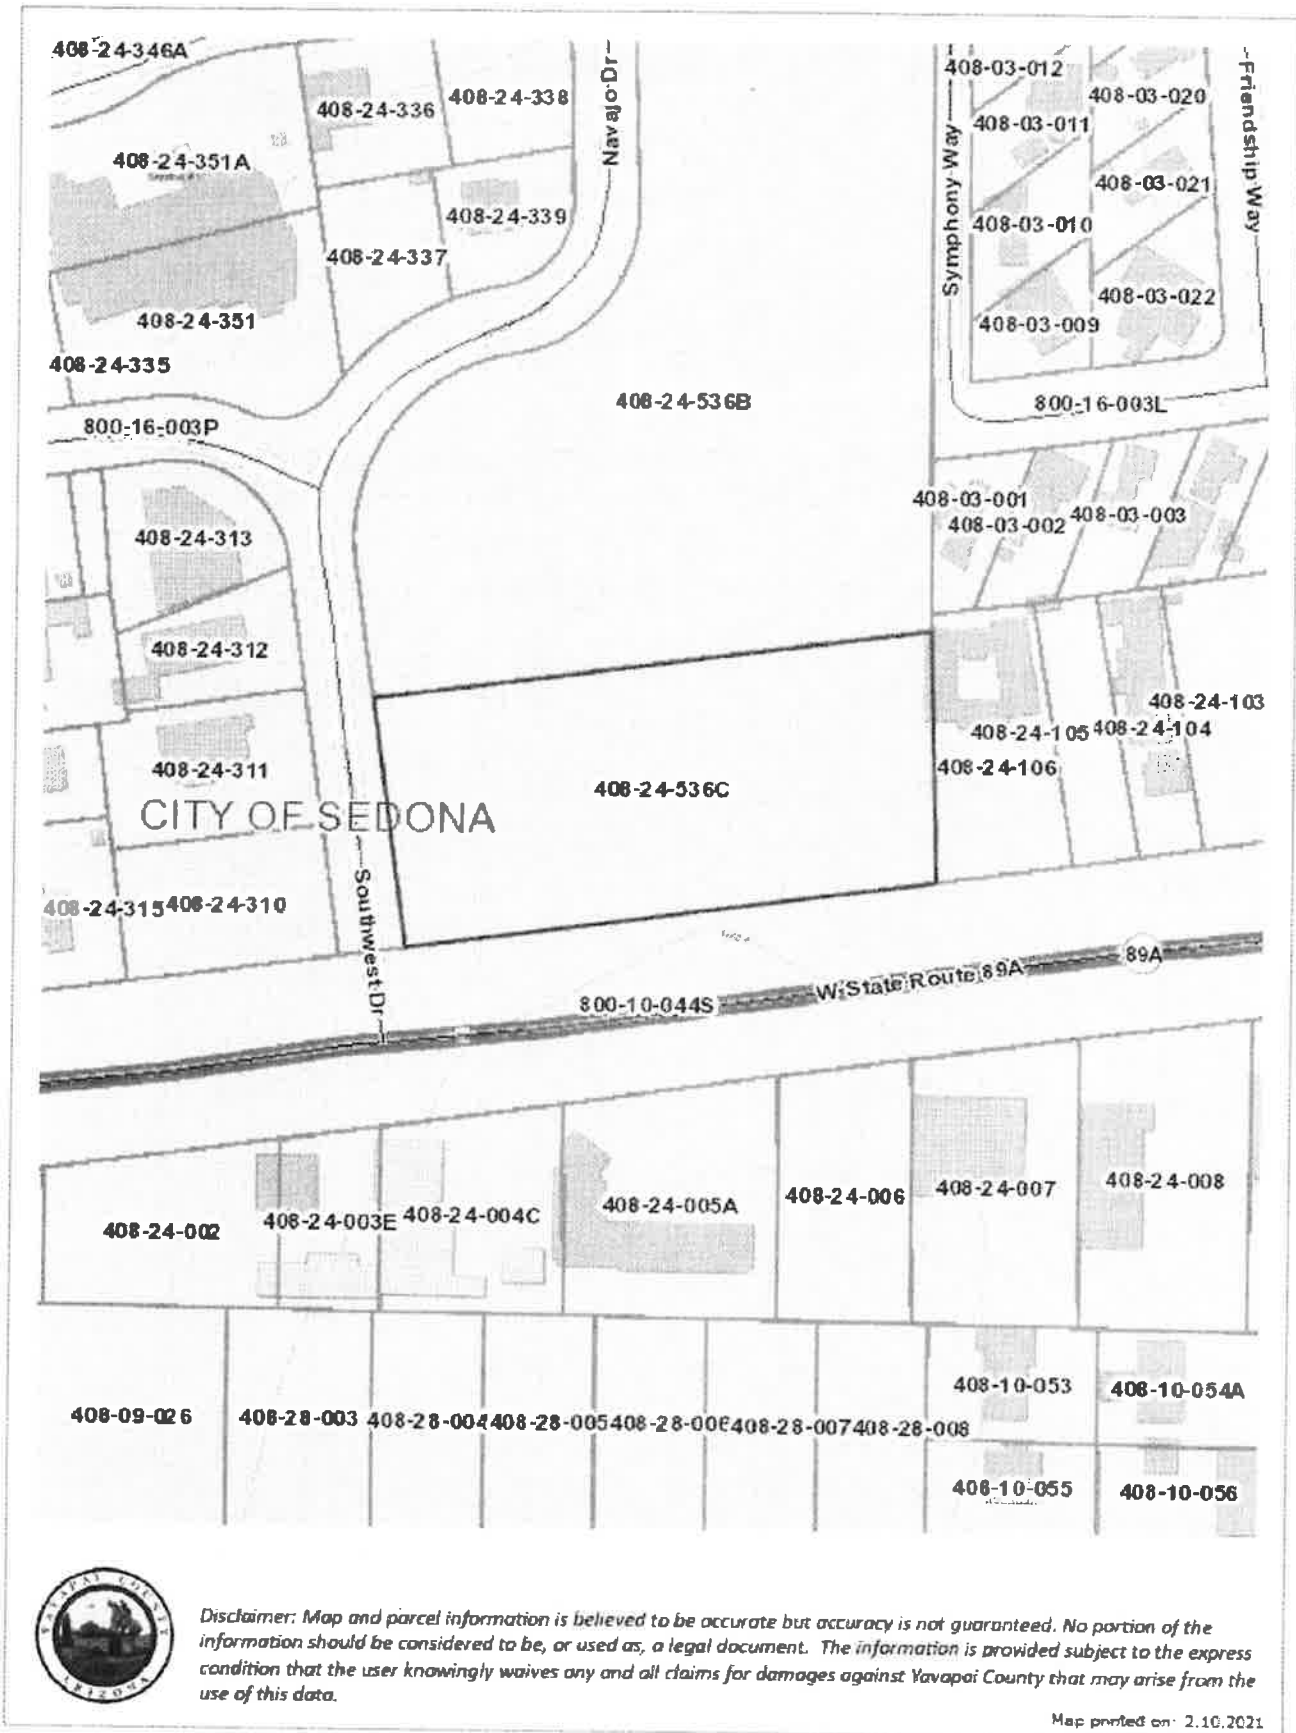 408-24-346A
408-24-336
408-24-338
Navajo Dr
408-03-012
408-03-020
Friendship Way
408-03-011
Symphony Way
408-24-351A
408-03-021
408-24-339
408-03-010
408-24-337
408-03-022
408-24-351
408-03-009
408-24-335
408-24-536B
800-16-003L
800-16-003P
408-03-001
408-03-002
408-03-003
408-24-313
408-24-312
408-24-103
408-24-105
408-24-104
408-24-311
408-24-106
408-24-536C
CITY OF SEDONA
408-24-315
408-24-310
Southwest Dr
89A
W State Route 89A
800-10-044S
408-24-002
408-24-003E
408-24-004C
408-24-005A
408-24-006
408-24-007
408-24-008
408-09-026
408-28-003
408-28-004
408-28-005
408-28-006
408-28-007
408-28-008
408-10-053
408-10-054A
408-10-055
408-10-056
YAVAPAI COUNTY
ARIZONA
Disclaimer: Map and parcel information is believed to be accurate but accuracy is not guaranteed. No portion of the
information should be considered to be, or used as, a legal document. The information is provided subject to the express
condition that the user knowingly waives any and all claims for damages against Yavapai County that may arise from the
use of this data.
Map printed on: 2.10.2021